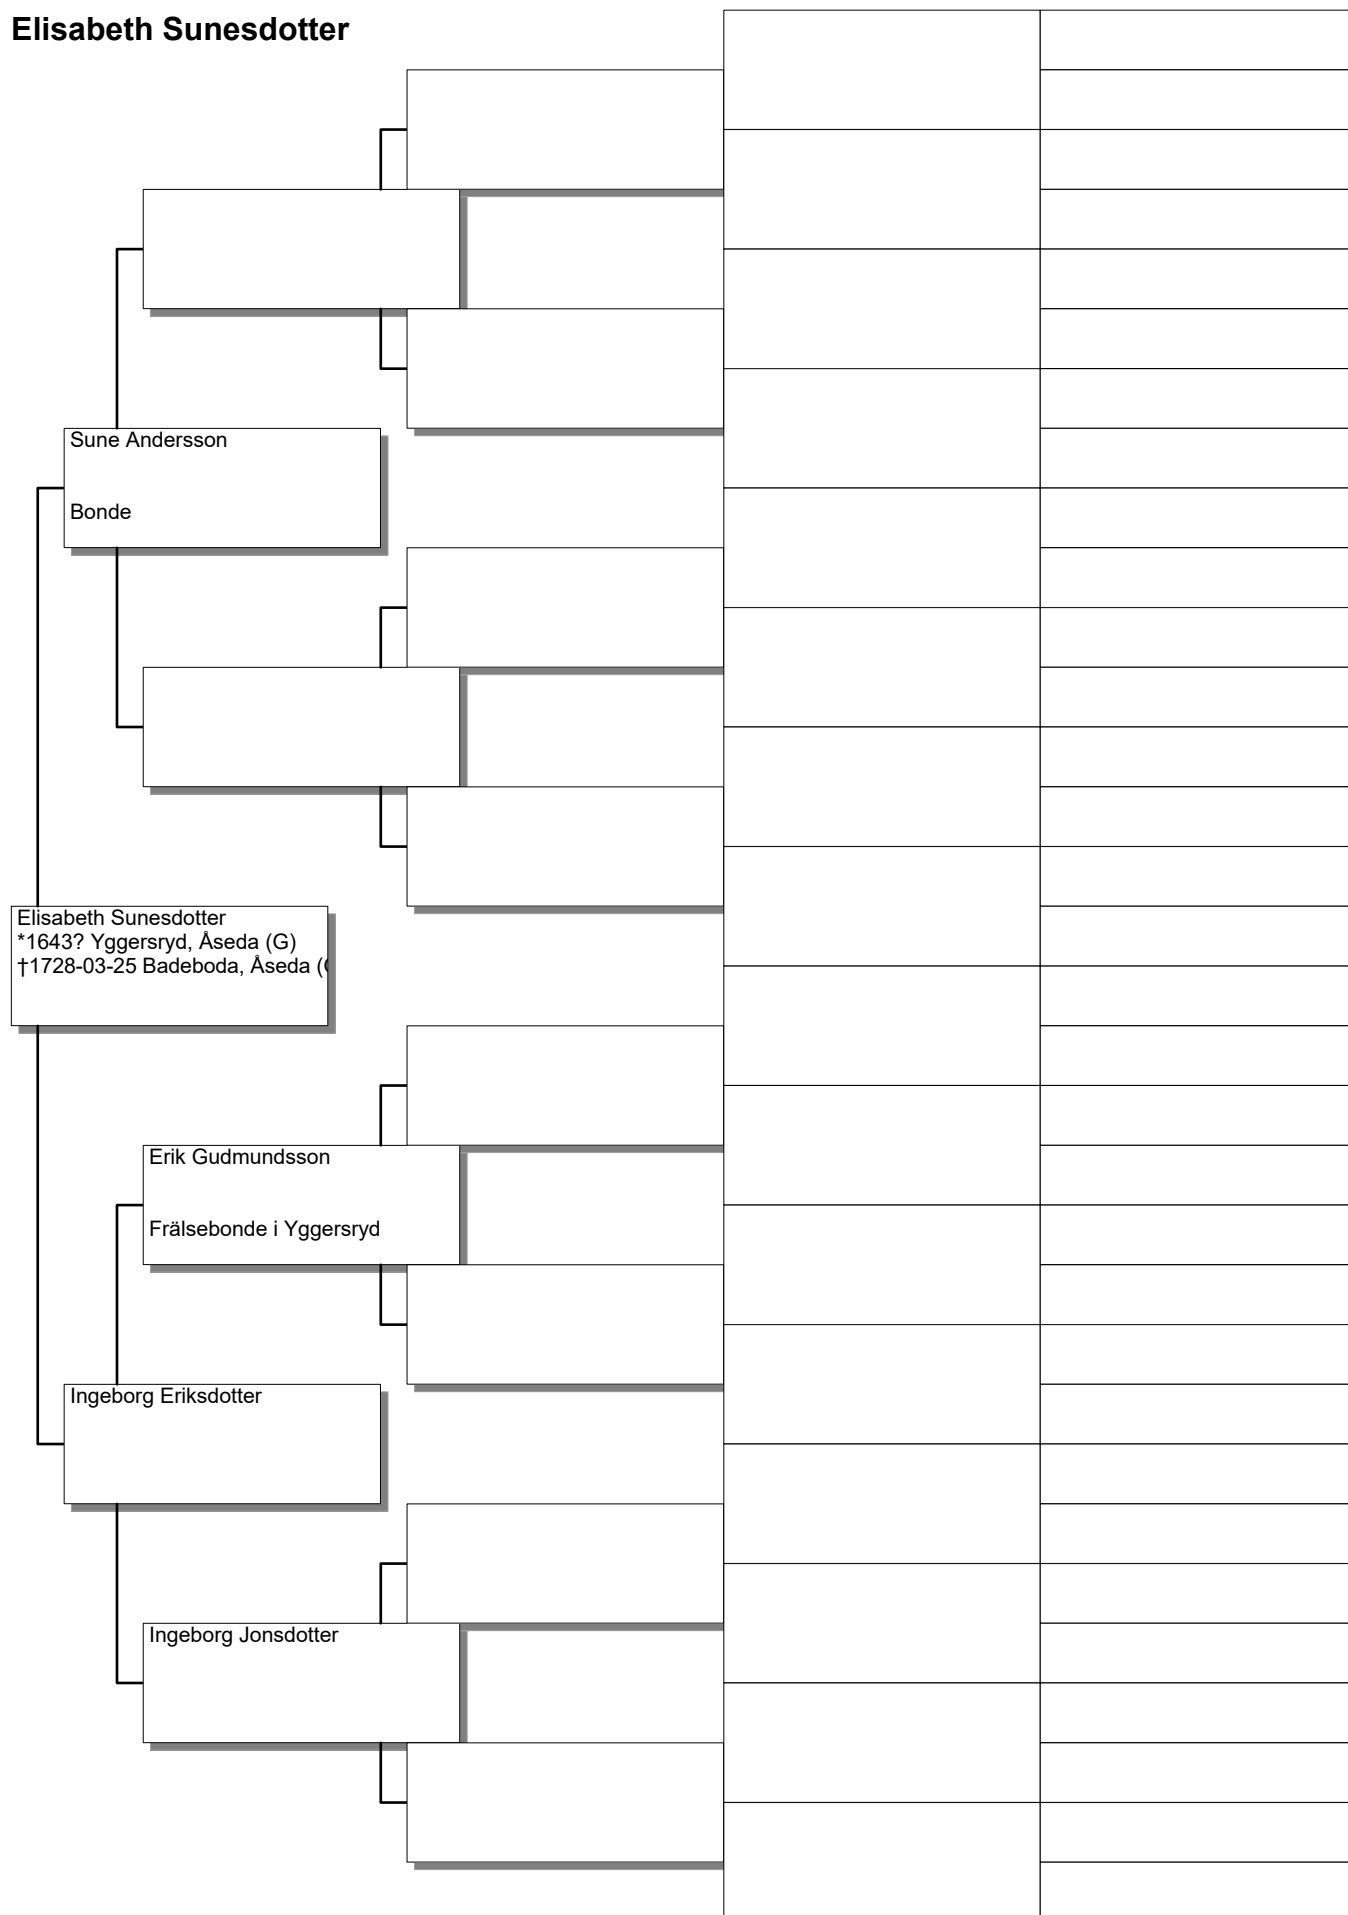 Elisabeth Sunesdotter
Sune Andersson
Bonde
Elisabeth Sunesdotter
*1643? Yggersryd, Åseda (G)
†1728-03-25 Badeboda, Åseda (
Erik Gudmundsson
Frälsebonde i Yggersryd
Ingeborg Eriksdotter
Ingeborg Jonsdotter